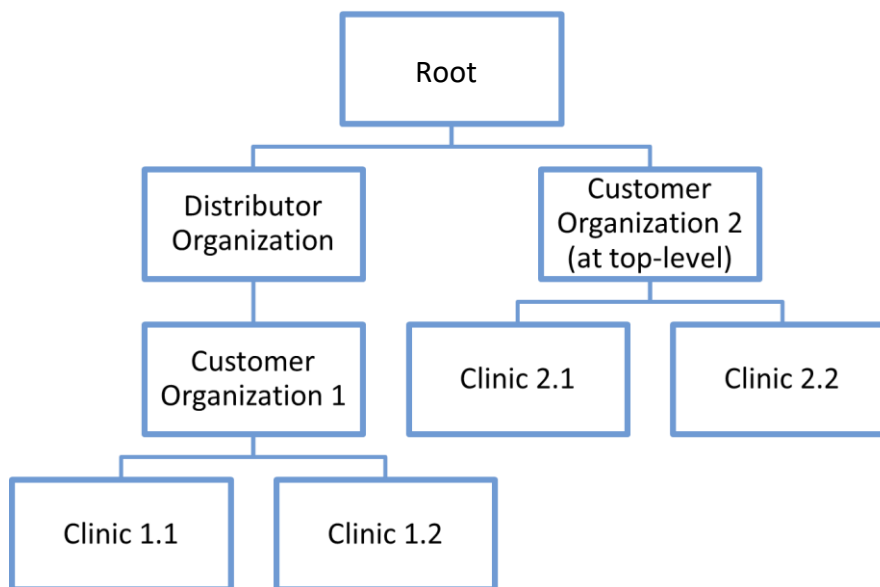 Root
Distributor
Organization
Customer
Organization 2
(at top-level)
Customer
Organization 1
Clinic 2.1
Clinic 2.2
Clinic 1.1
Clinic 1.2